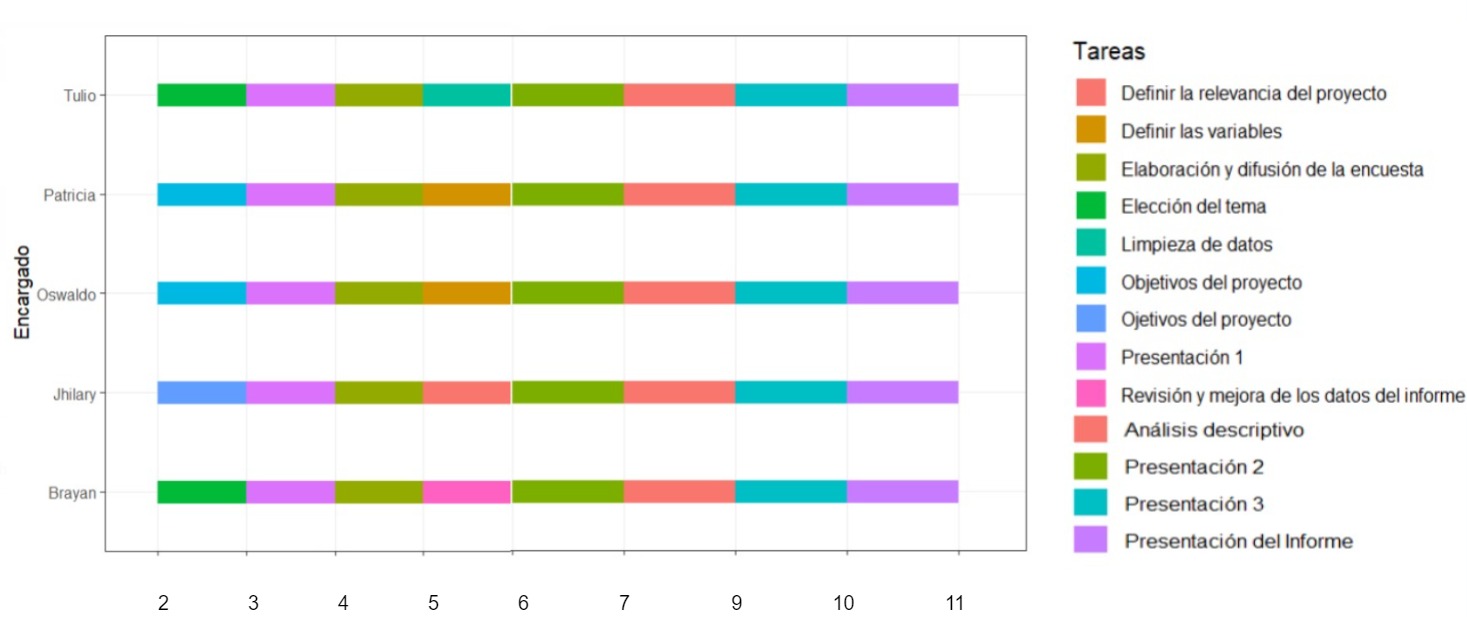 Encargado
Tulio
Patricia
Oswaldo
Jhilary
Brayan
2 3 4 5 6 7 9 10 11
Tareas
Definir la relevancia del proyecto
Definir las variables
Elaboración y difusión de la encuesta
Elección del tema
Limpieza de datos
Objetivos del proyecto
Ojetivos del proyecto
Presentación 1
Revisión y mejora de los datos del informe
Análisis descriptivo
Presentación 2
Presentación 3
Presentación del Informe